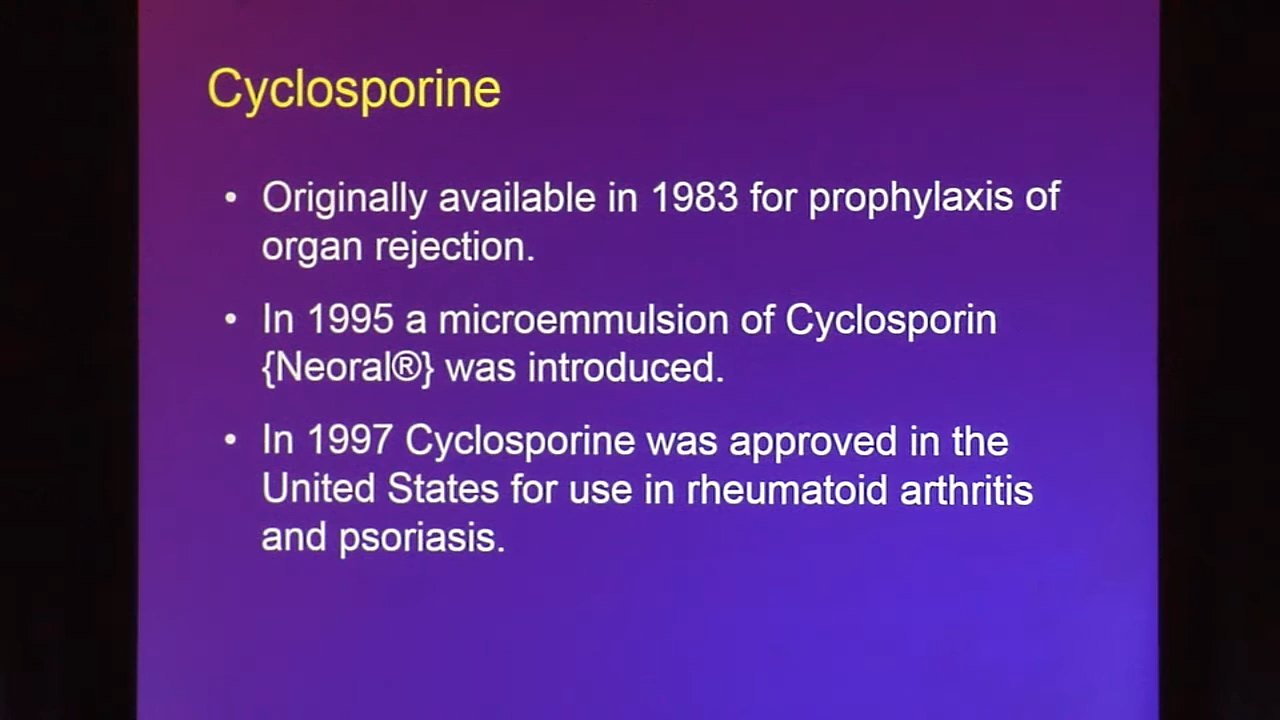 Cyclosporine
• Originally available in 1983 for prophylaxis of
organ rejection.
• In 1995 a microemmulsion of Cyclosporin
{Neoral®} was introduced.
• In 1997 Cyclosporine was approved in the
United States for use in rheumatoid arthritis
and psoriasis.